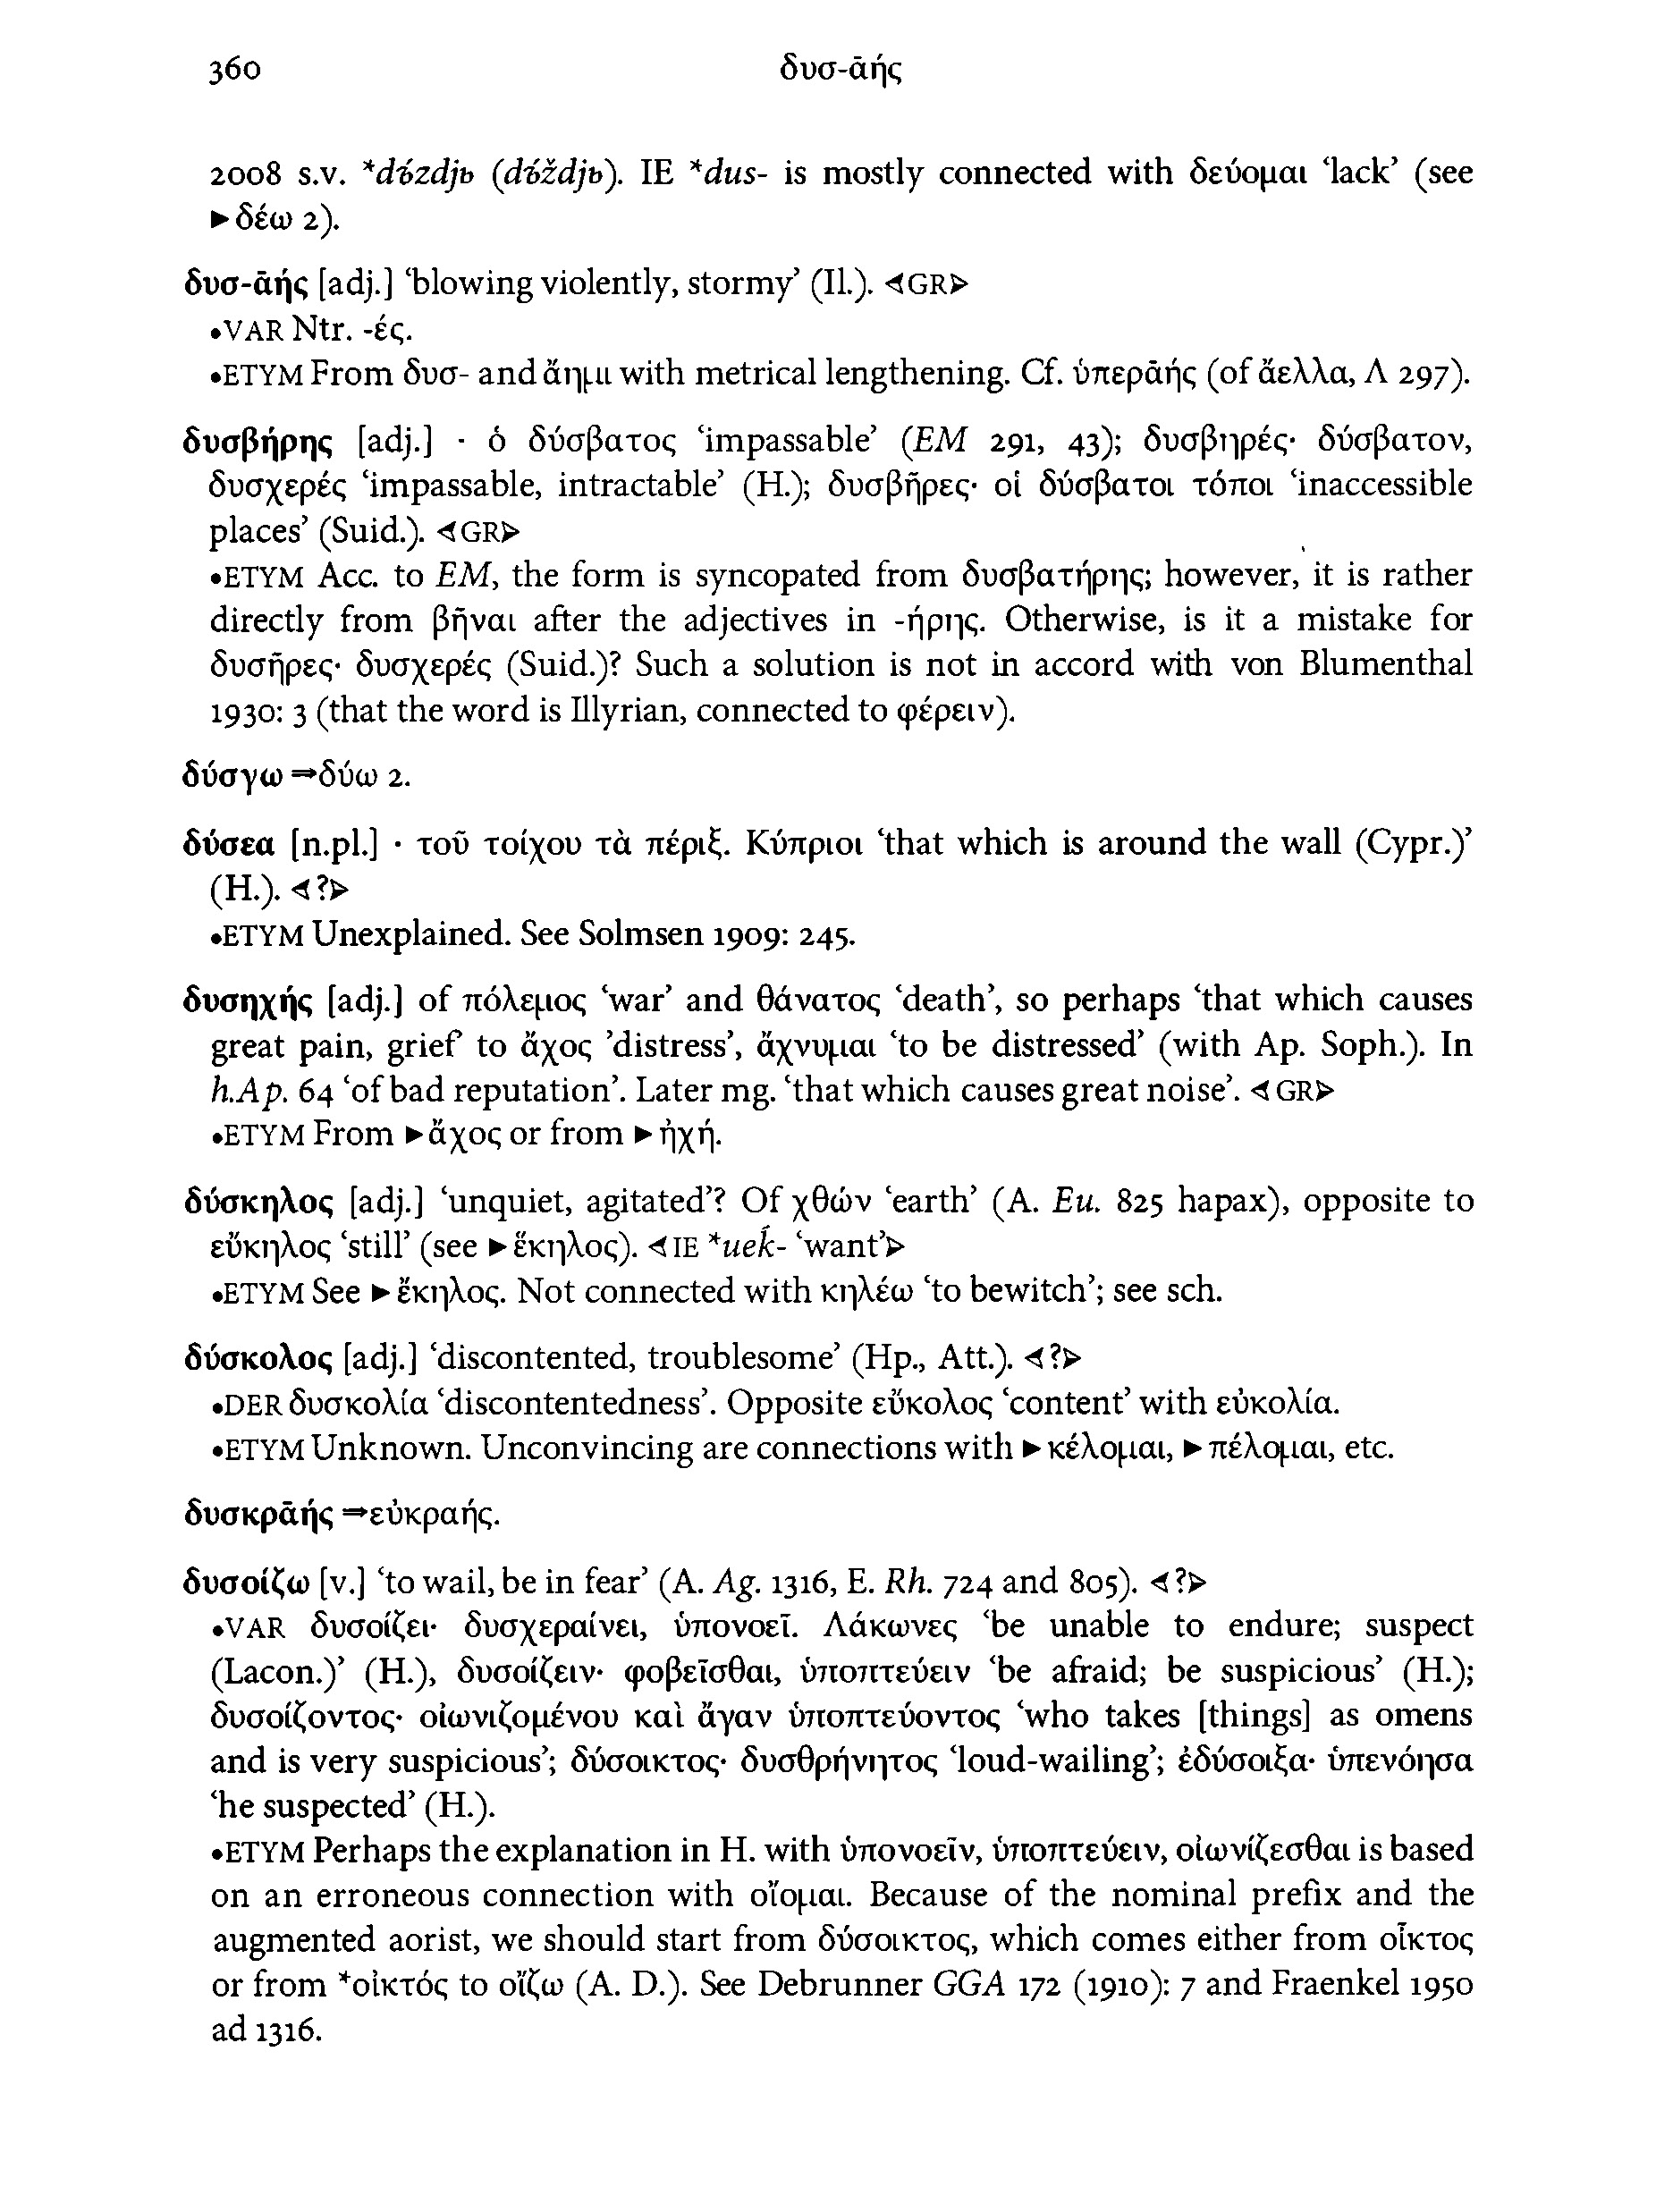 360 δυσ-ᾱής
2008 s.v. *dъ́zdjь (dъ́ždjь). IE *dus- is mostly connected with δεύομαι ‘lack’ (see
►δέω 2).
δυσ-ᾱής [adj.] ‘blowing violently, stormy’ (Il.). ◁GR▷
•VAR Ntr. -ές.
•ETYM From δυσ- and ἄημι with metrical lengthening. Cf. ὑπερᾱής (of ἄελλα, Λ 297).
δυσβήρης [adj.] · ὁ δύσβατος ‘impassable’ (EM 291, 43); δυσβηρές· δύσβατον,
δυσχερές ‘impassable, intractable’ (H.); δυσβῆρες· οἱ δύσβατοι τόποι ‘inaccessible
places’ (Suid.). ◁GR▷
•ETYM Acc. to EM, the form is syncopated from δυσβατήρης; however, it is rather
directly from βῆναι after the adjectives in -ήρης. Otherwise, is it a mistake for
δυσῆρες· δυσχερές (Suid.)? Such a solution is not in accord with von Blumenthal
1930: 3 (that the word is Illyrian, connected to φέρειν).
δύσγω ⇒δύω 2.
δύσεα [n.pl.] · τοῦ τοίχου τὰ πέριξ. Κύπριοι ‘that which is around the wall (Cypr.)’
(H.). ◁?▷
•ETYM Unexplained. See Solmsen 1909: 245.
δυσηχής [adj.] of πόλεμος ‘war’ and θάνατος ‘death’, so perhaps ‘that which causes
great pain, grief’ to ἄχος ’distress’, ἄχνυμαι ‘to be distressed’ (with Ap. Soph.). In
h.Ap. 64 ‘of bad reputation’. Later mg. ‘that which causes great noise’. ◁GR▷
•ETYM From ►ἄχος or from ►ἠχή.
δύσκηλος [adj.] ‘unquiet, agitated’? Of χθών ‘earth’ (A. Eu. 825 hapax), opposite to
εὔκηλος ‘still’ (see ►ἕκηλος). ◁IE *ueḱ- ‘want’▷
•ETYM See ►ἕκηλος. Not connected with κηλέω ‘to bewitch’; see sch.
δύσκολος [adj.] ‘discontented, troublesome’ (Hp., Att.). ◁?▷
•DER δυσκολία ‘discontentedness’. Opposite εὔκολος ‘content’ with εὐκολία.
•ETYM Unknown. Unconvincing are connections with ►κέλομαι, ►πέλομαι, etc.
δυσκρᾱής ⇒εὐκραής.
δυσοίζω [v.] ‘to wail, be in fear’ (A. Ag. 1316, E. Rh. 724 and 805). ◁?▷
•VAR δυσοίζει· δυσχεραίνει, ὑπονοεῖ. Λάκωνες ‘be unable to endure; suspect
(Lacon.)’ (H.), δυσοίζειν· φοβεῖσθαι, ὑποπτεύειν ‘be afraid; be suspicious’ (H.);
δυσοίζοντος· οἰωνιζομένου καὶ ἄγαν ὑποπτεύοντος ‘who takes [things] as omens
and is very suspicious’; δύσοικτος· δυσθρήνητος ‘loud-wailing’; ἐδύσοιξα· ὑπενόησα
‘he suspected’ (H.).
•ETYM Perhaps the explanation in H. with ὑπονοεῖν, ὑποπτεύειν, οἰωνίζεσθαι is based
on an erroneous connection with οἴομαι. Because of the nominal prefix and the
augmented aorist, we should start from δύσοικτος, which comes either from οἶκτος
or from *οἰκτός to οἴζω (A. D.). See Debrunner GGA 172 (1910): 7 and Fraenkel 1950
ad 1316.